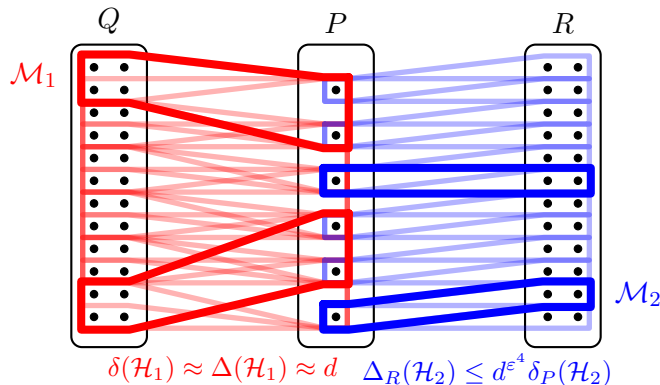 Q P R
ℳ₁
ℳ₂
δ(ℋ₁) ≈ Δ(ℋ₁) ≈ d Δ_R(ℋ₂) ≤ d^{ε⁴} δ_P(ℋ₂)